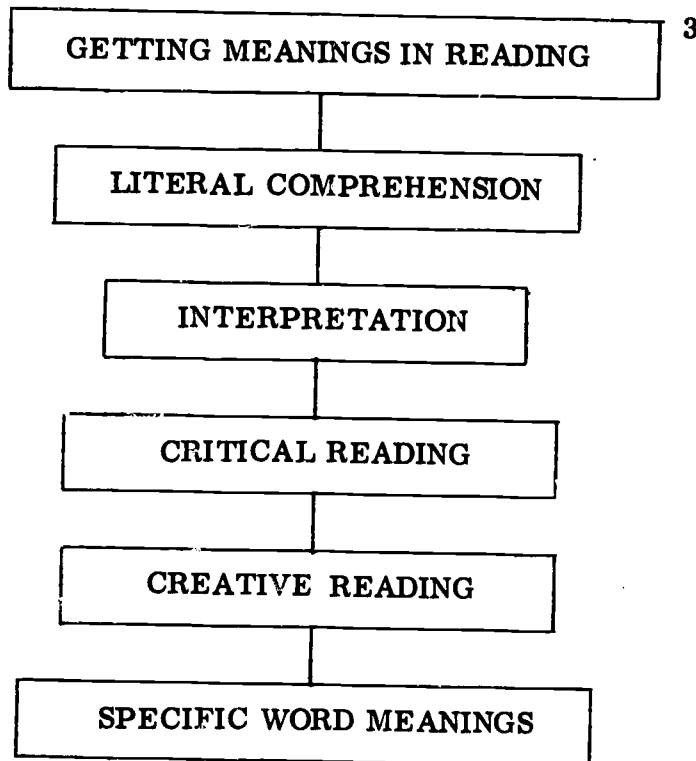 3
GETTING MEANINGS IN READING
LITERAL COMPREHENSION
INTERPRETATION
CRITICAL READING
CREATIVE READING
SPECIFIC WORD MEANINGS